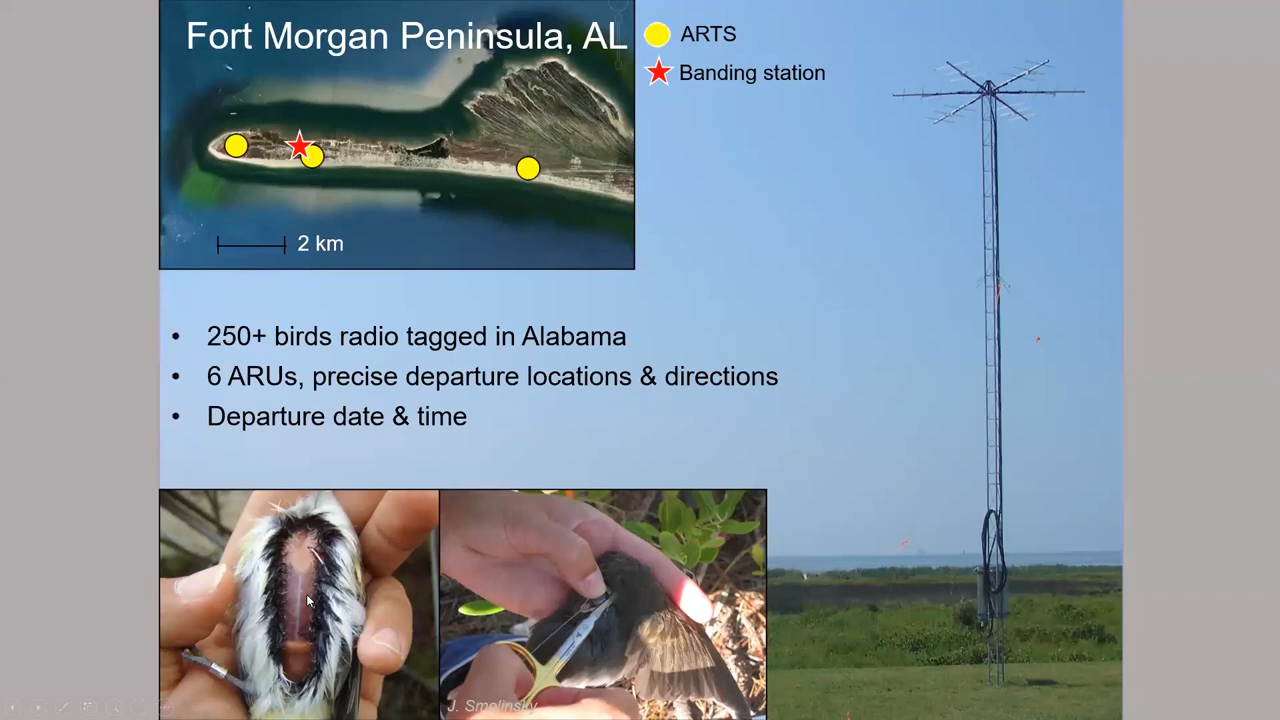 Fort Morgan Peninsula, AL
ARTS
Banding station
2 km
• 250+ birds radio tagged in Alabama
• 6 ARUs, precise departure locations & directions
• Departure date & time
J. Smolinsky